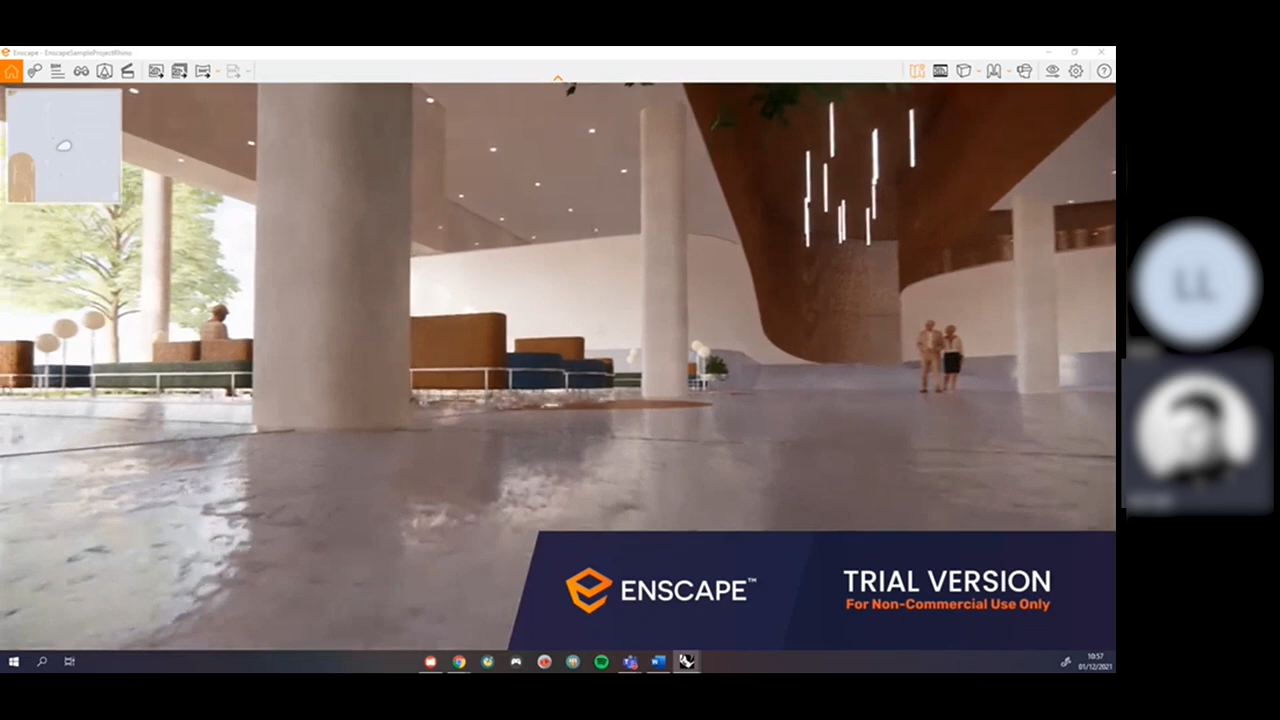 Enscape - EnscapeSampleProjectRhino
ENSCAPE™
TRIAL VERSION
For Non-Commercial Use Only
10:57
01/12/2021